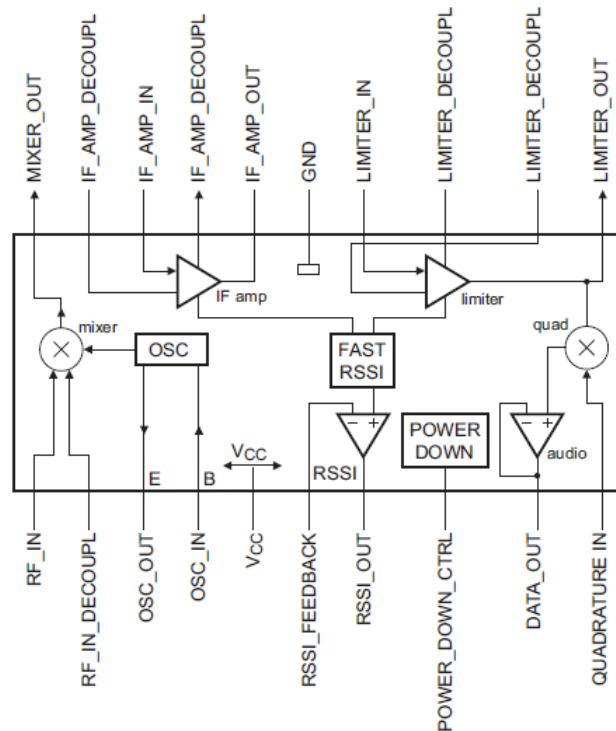 MIXER_OUT
IF_AMP_DECOUPL
IF_AMP_IN
IF_AMP_DECOUPL
IF_AMP_OUT
GND
LIMITER_IN
LIMITER_DECOUPL
LIMITER_DECOUPL
LIMITER_OUT
IF amp
limiter
mixer
quad
OSC
FAST
RSSI
POWER
DOWN
− +
− +
audio
RSSI
VCC
E
B
RF_IN
RF_IN_DECOUPL
OSC_OUT
OSC_IN
VCC
RSSI_FEEDBACK
RSSI_OUT
POWER_DOWN_CTRL
DATA_OUT
QUADRATURE IN